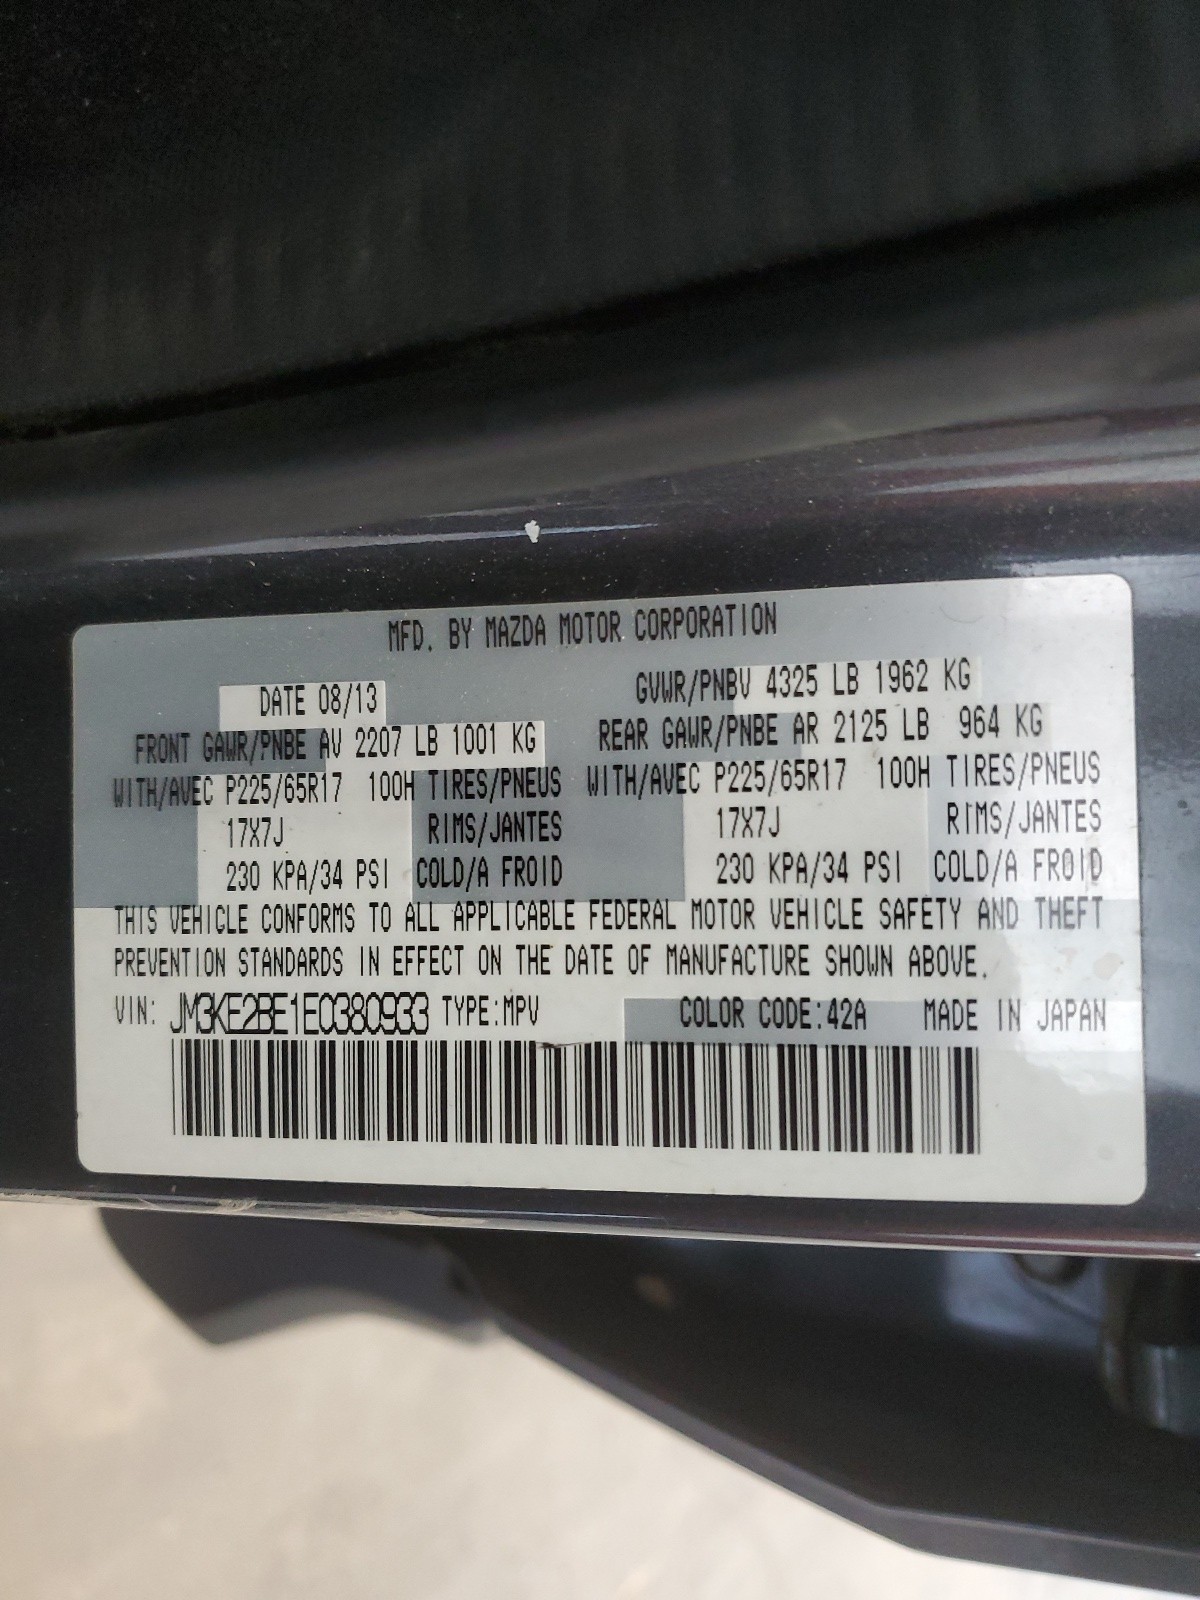 MFD. BY MAZDA MOTOR CORPORATION
DATE 08/13 GVWR/PNBV 4325 LB 1962 KG
FRONT GAWR/PNBE AV 2207 LB 1001 KG REAR GAWR/PNBE AR 2125 LB 964 KG
WITH/AVEC P225/65R17 100H TIRES/PNEUS WITH/AVEC P225/65R17 100H TIRES/PNEUS
17X7J RIMS/JANTES 17X7J RIMS/JANTES
230 KPA/34 PSI COLD/A FROID 230 KPA/34 PSI COLD/A FROID
THIS VEHICLE CONFORMS TO ALL APPLICABLE FEDERAL MOTOR VEHICLE SAFETY AND THEFT
PREVENTION STANDARDS IN EFFECT ON THE DATE OF MANUFACTURE SHOWN ABOVE.
VIN: JM3KE2BE1E0380933 TYPE:MPV COLOR CODE:42A MADE IN JAPAN